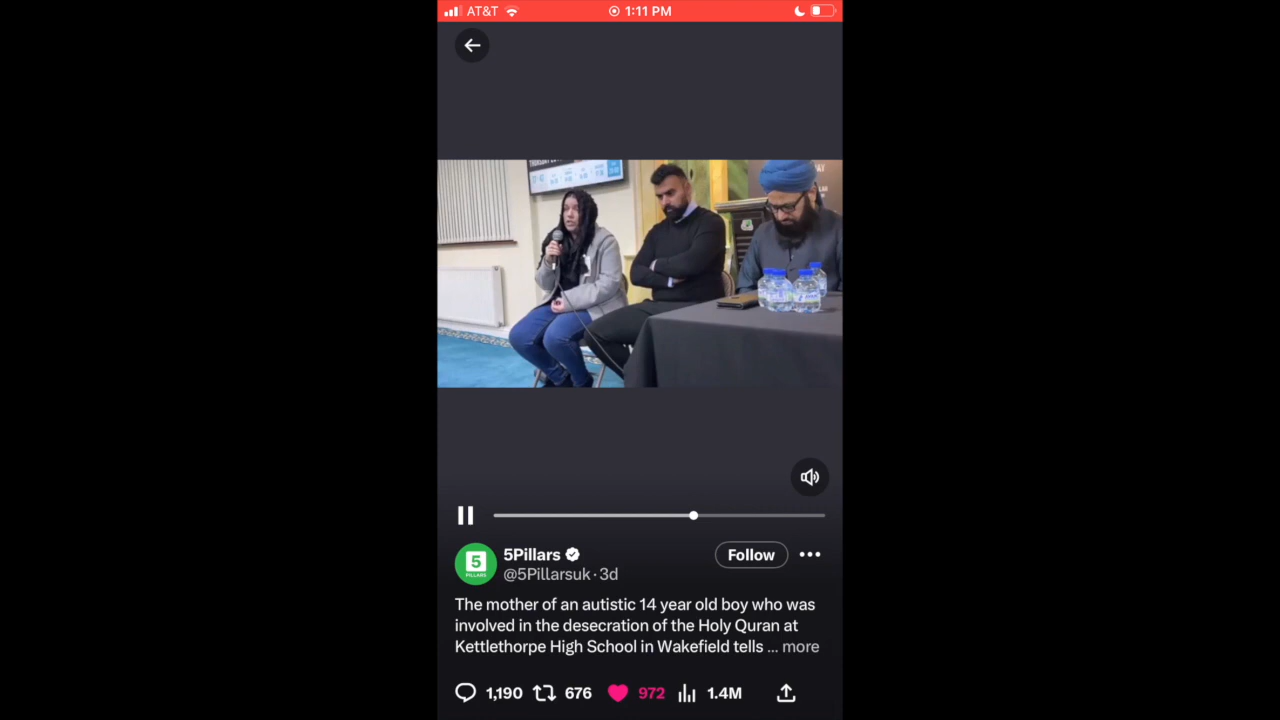 AT&T 1:11 PM
5Pillars
@5Pillarsuk · 3d
Follow
5
PILLARS
The mother of an autistic 14 year old boy who was
involved in the desecration of the Holy Quran at
Kettlethorpe High School in Wakefield tells ... more
1,190 676 972 1.4M